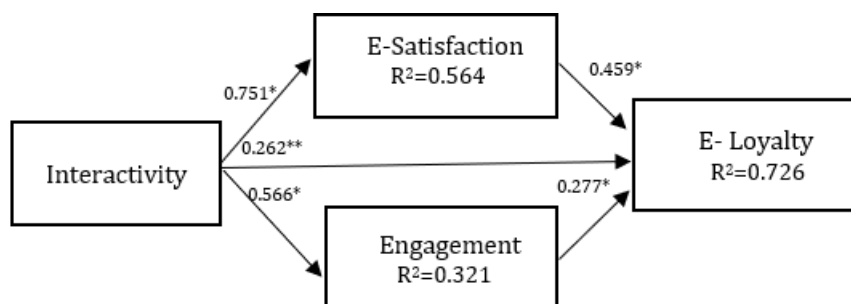 E-Satisfaction
R²=0.564
0.459*
0.751*
E- Loyalty
R²=0.726
0.262**
Interactivity
0.566*
0.277*
Engagement
R²=0.321